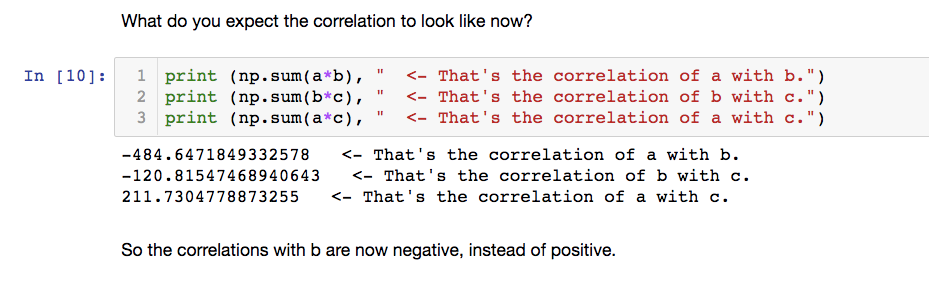 What do you expect the correlation to look like now?
In [10]: 1 print (np.sum(a*b), "  <- That's the correlation of a with b.")
2 print (np.sum(b*c), "  <- That's the correlation of b with c.")
3 print (np.sum(a*c), "  <- That's the correlation of a with c.")
-484.6471849332578   <- That's the correlation of a with b.
-120.81547468940643   <- That's the correlation of b with c.
211.7304778873255   <- That's the correlation of a with c.
So the correlations with b are now negative, instead of positive.